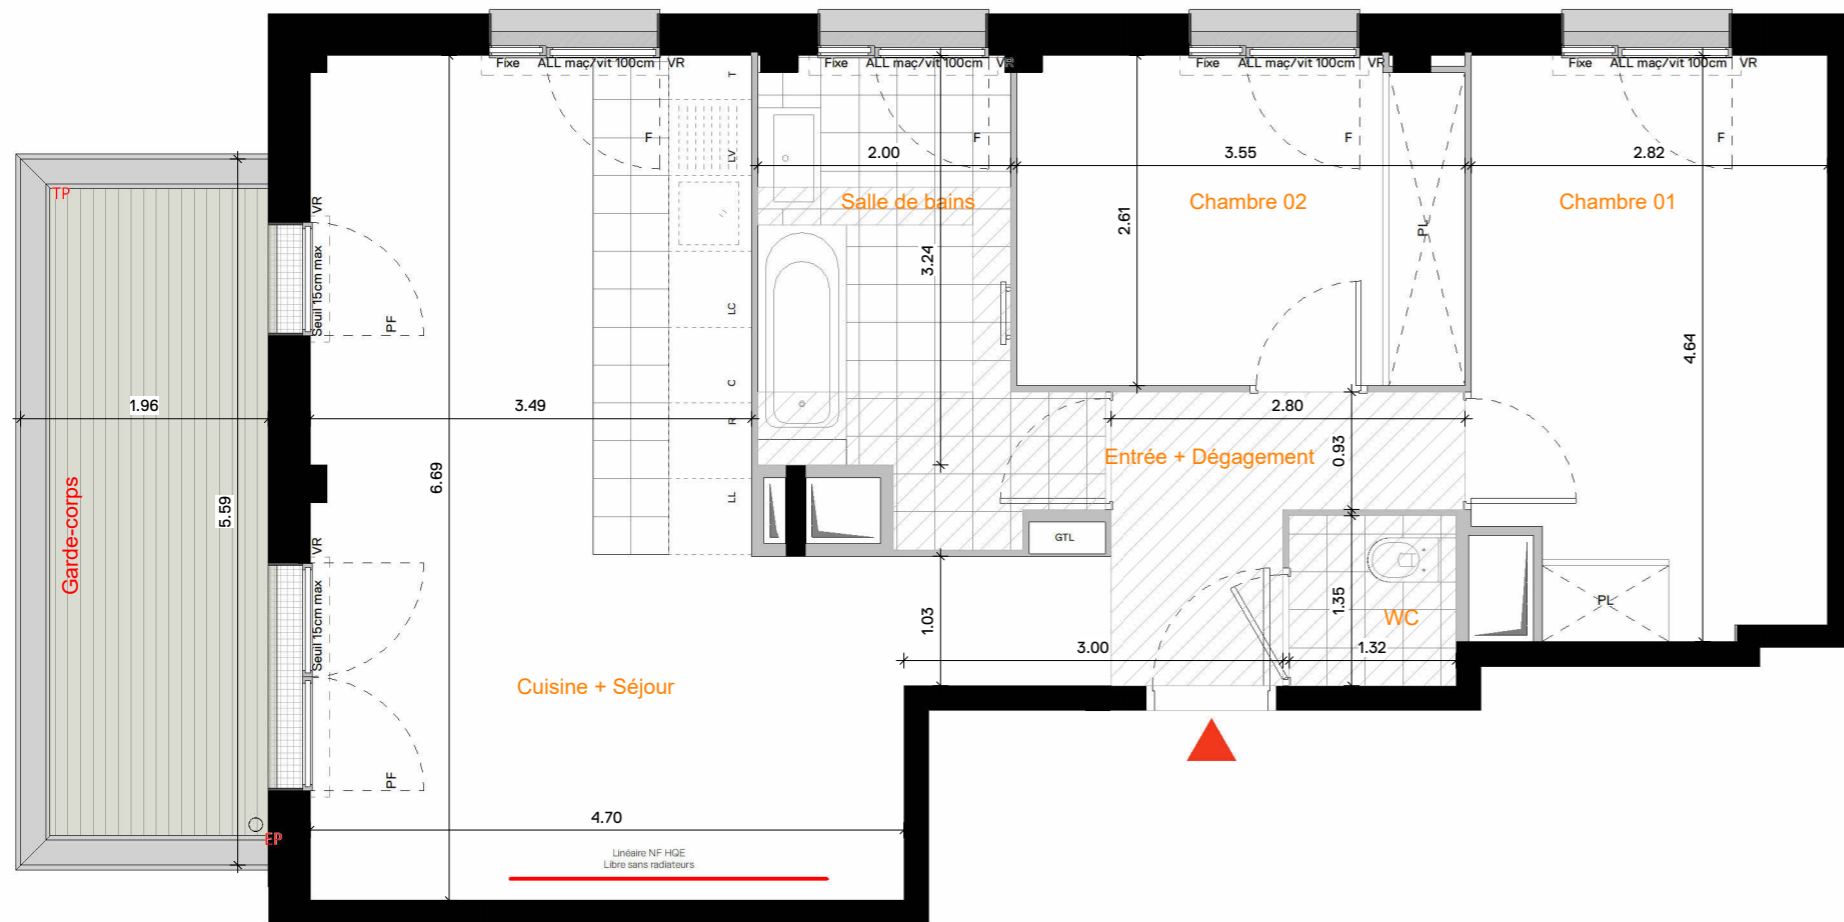 Fixe ALL maç/vit 100cm VR
Fixe ALL maç/vit 100cm V
Fixe ALL maç/vit 100cm VR
Fixe ALL maç/vit 100cm VR
T
F
F
F
F
LV
2.00
3.55
2.82
TP
VR
Salle de bains
Chambre 02
Chambre 01
2.61
PL
3.24
Seuil 15cm max
PF
LC
4.64
C
1.96
3.49
R
2.80
0.93
Entrée + Dégagement
6.69
LL
Garde-corps
5.59
GTL
VR
Seuil 15cm max
1.03
1.35
PL
WC
3.00
1.32
Cuisine + Séjour
PF
4.70
EP
Linéaire NF HQE
Libre sans radiateurs